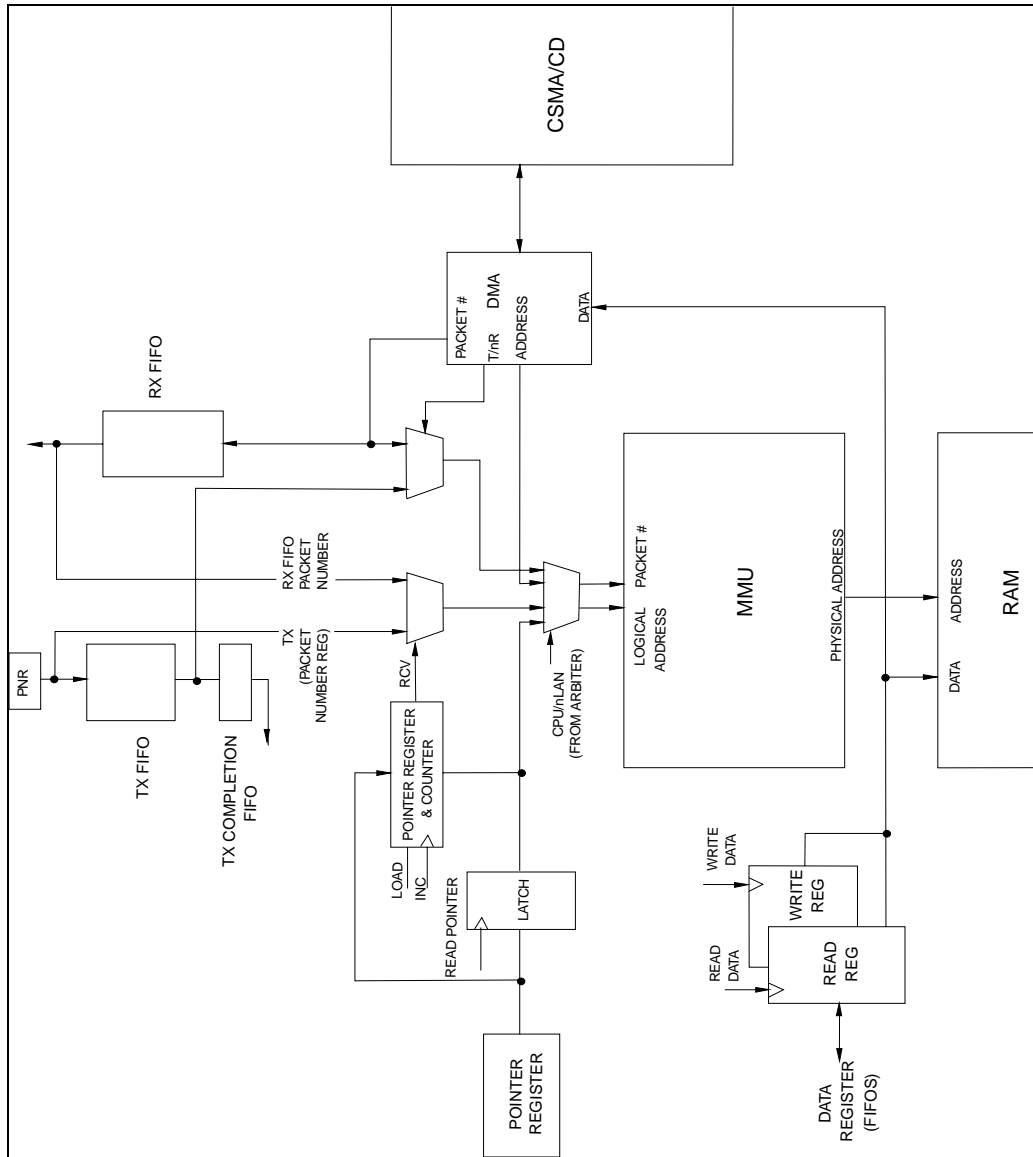 CSMA/CD
PACKET #
T/nR
DMA
ADDRESS
DATA
RX FIFO
RX FIFO
PACKET
NUMBER
TX
(PACKET
NUMBER REG)
PNR
TX FIFO
TX COMPLETION
FIFO
RCV
POINTER REGISTER
& COUNTER
LOAD
INC
READ POINTER
LATCH
POINTER
REGISTER
CPU/nLAN
(FROM ARBITER)
PACKET #
LOGICAL
ADDRESS
MMU
PHYSICAL ADDRESS
ADDRESS
DATA
RAM
WRITE
DATA
WRITE
REG
READ
DATA
READ
REG
DATA
REGISTER
(FIFOS)